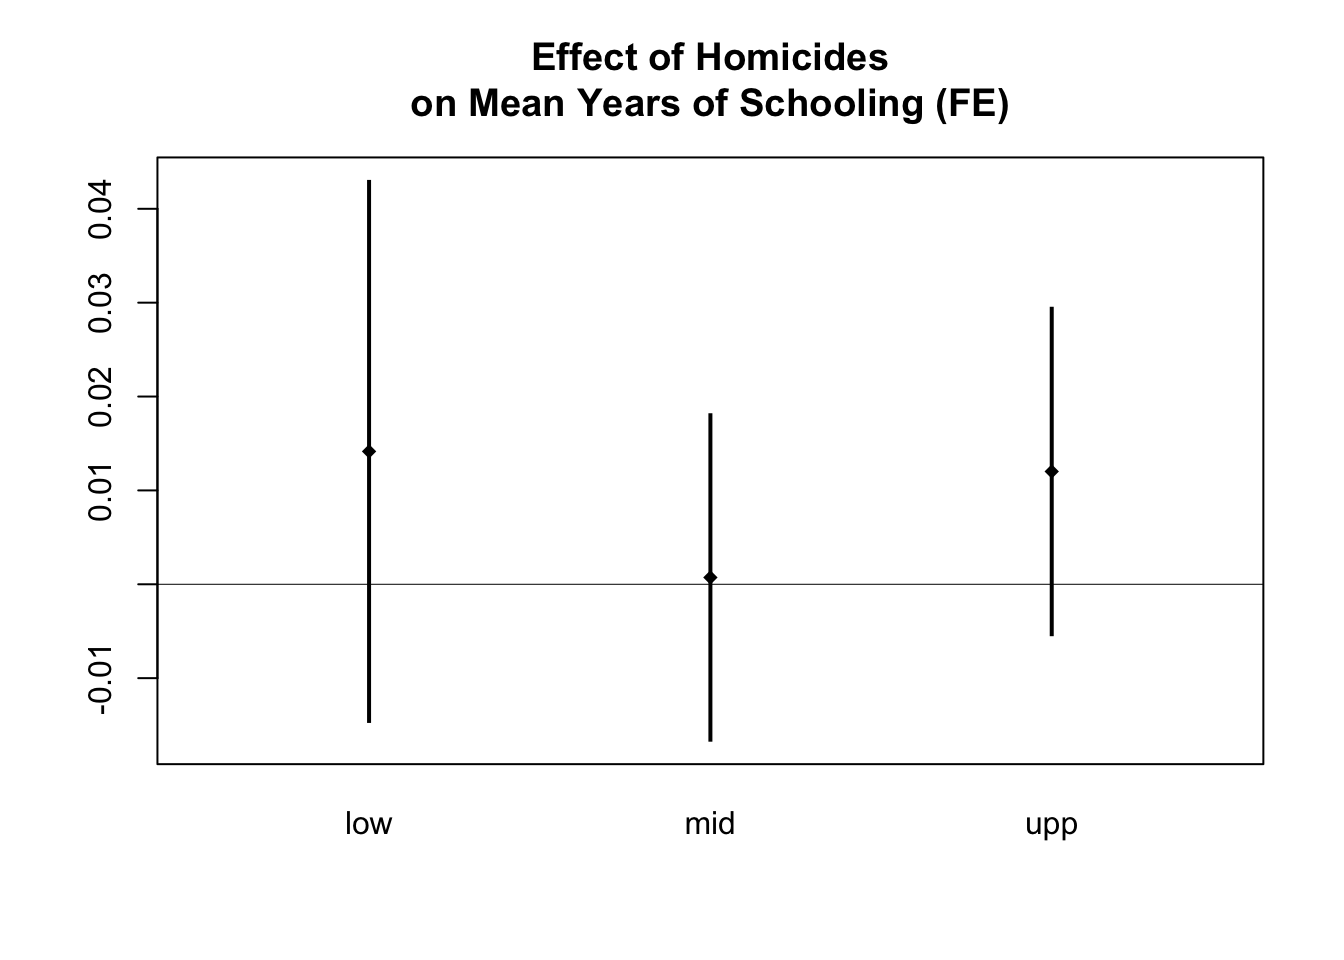 Effect of Homicides
on Mean Years of Schooling (FE)
0.04
0.03
0.02
0.01
-0.01
low mid upp